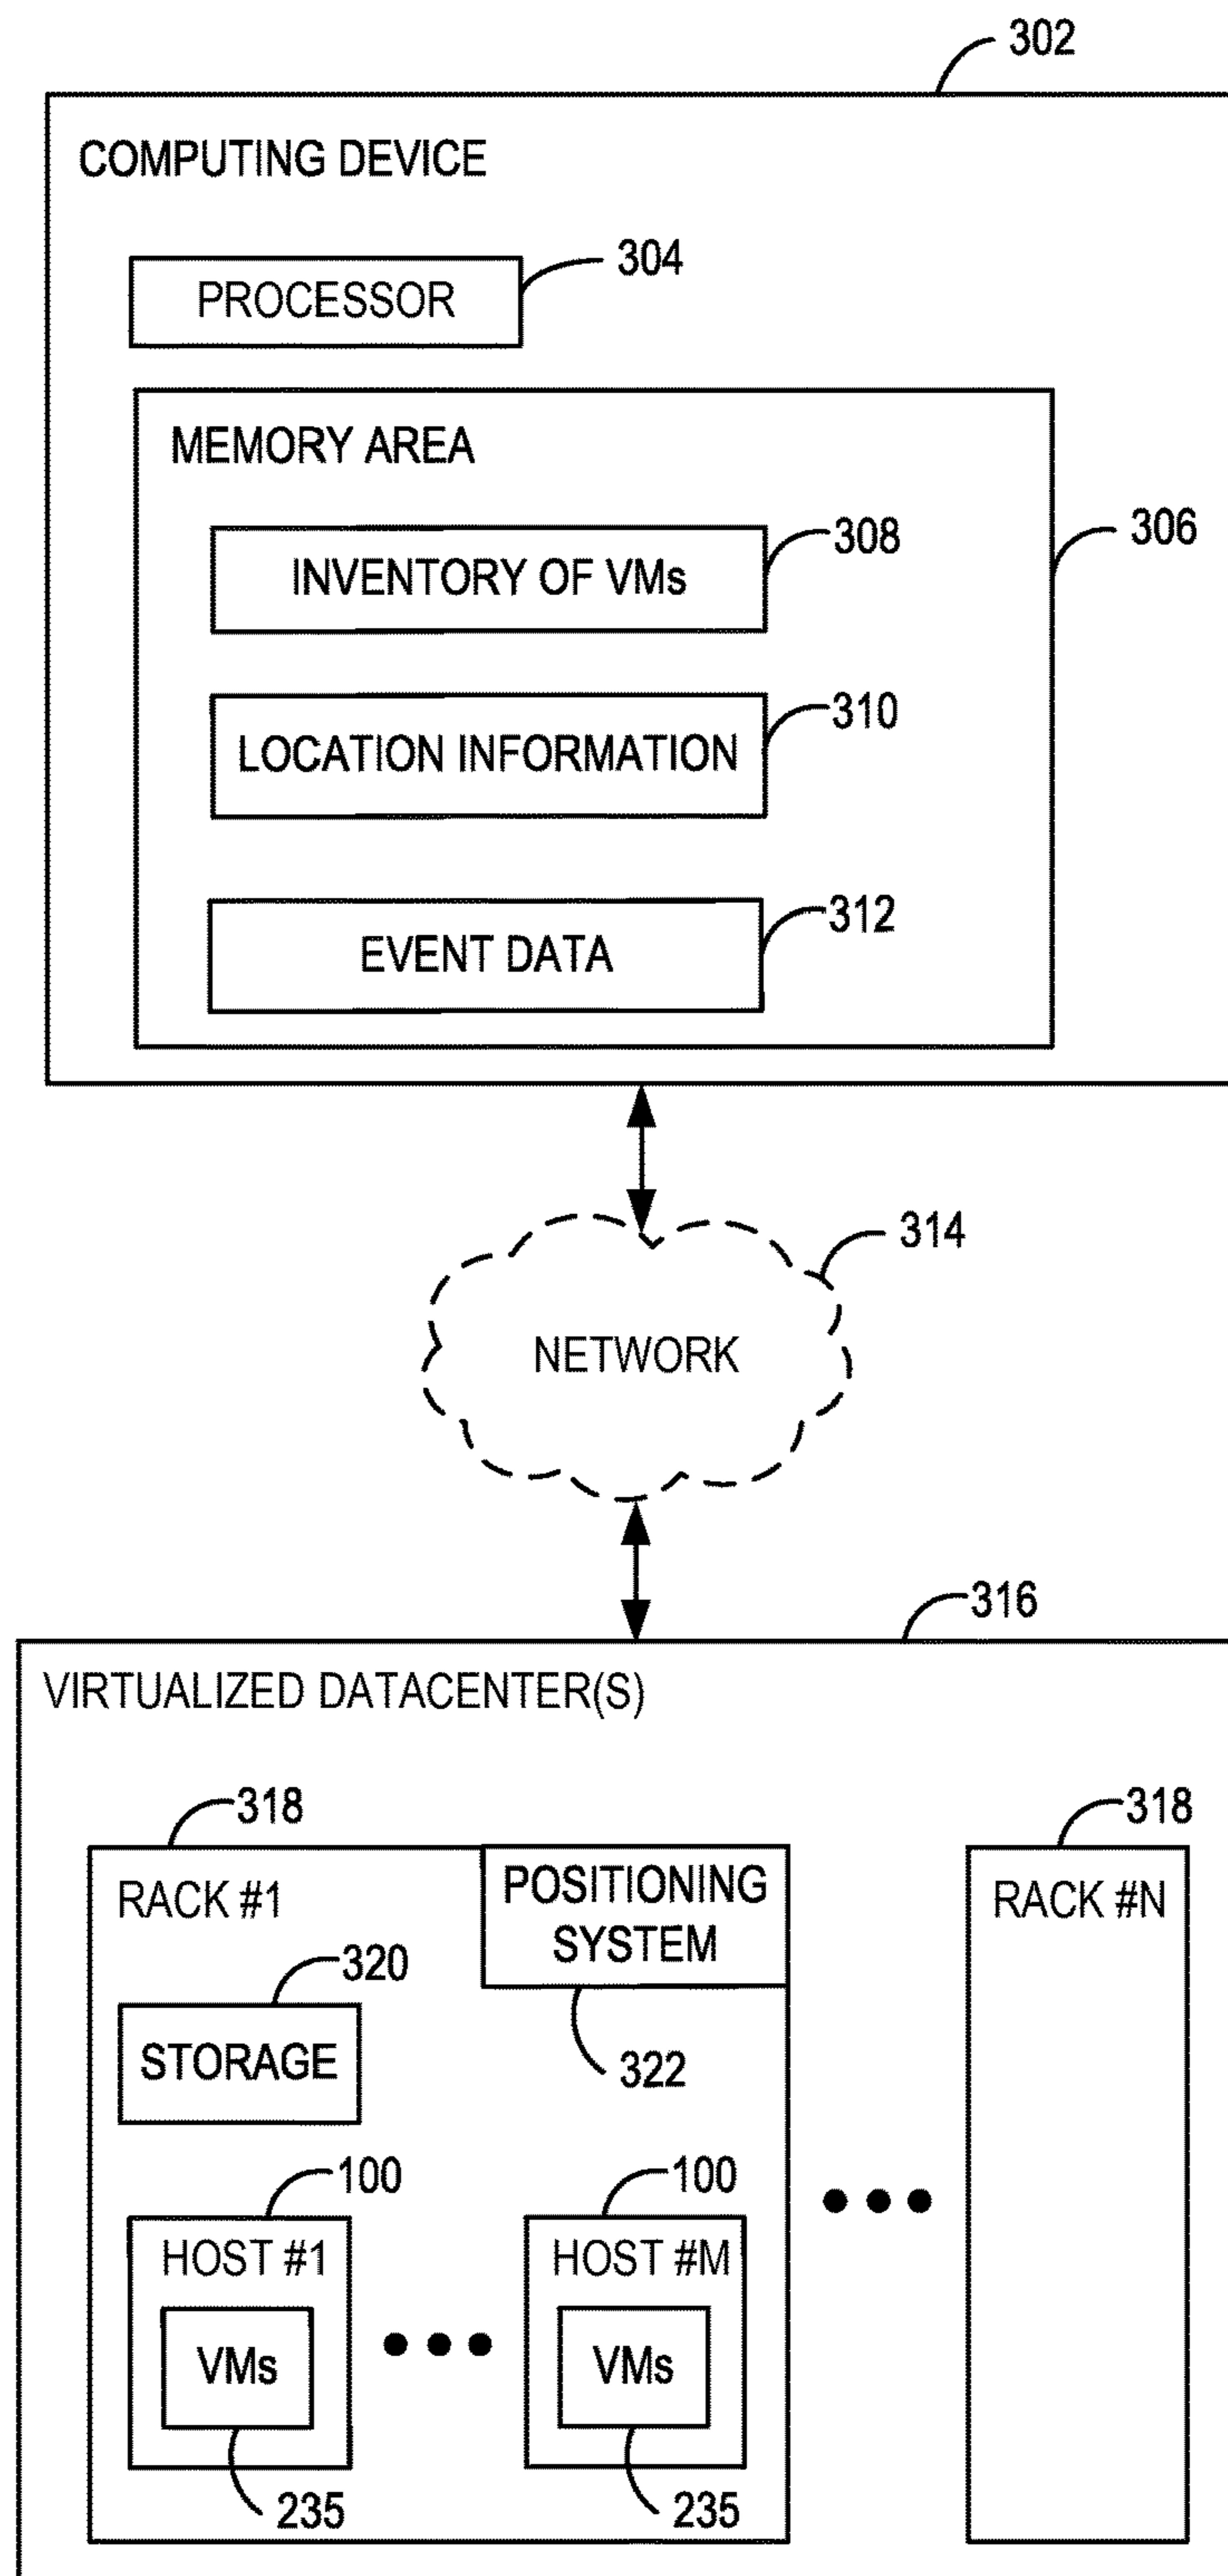 302
COMPUTING DEVICE
304
PROCESSOR
MEMORY AREA
308
306
INVENTORY OF VMs
310
LOCATION INFORMATION
312
EVENT DATA
314
NETWORK
316
VIRTUALIZED DATACENTER(S)
318
318
RACK #1
POSITIONING
SYSTEM
RACK #N
320
322
STORAGE
100
100
HOST #1
HOST #M
VMs
VMs
235
235